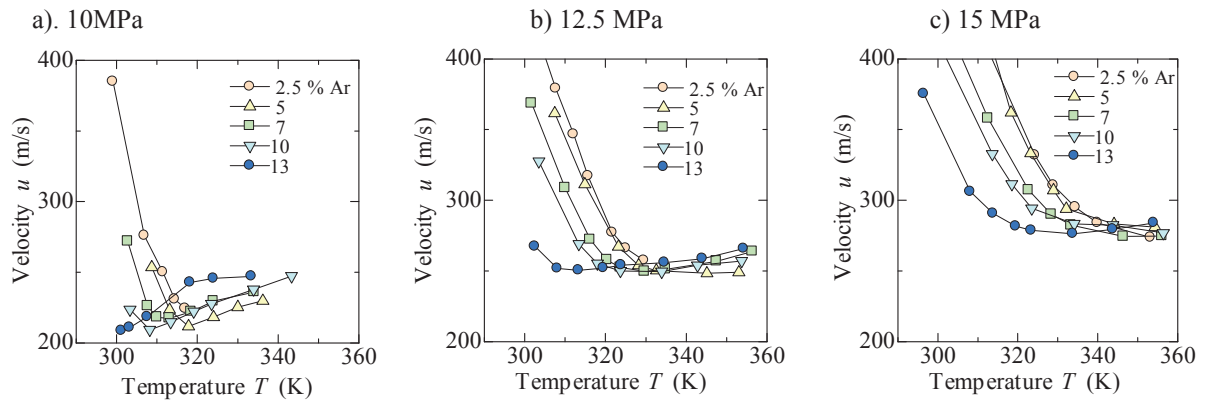 a). 10MPa
400
300
200
300 320 340 360
Velocity u (m/s)
Temperature T (K)
2.5 % Ar
5
7
10
13
b) 12.5 MPa
400
300
200
300 320 340 360
Velocity u (m/s)
Temperature T (K)
2.5 % Ar
5
7
10
13
c) 15 MPa
400
300
200
300 320 340 360
Velocity u (m/s)
Temperature T (K)
2.5 % Ar
5
7
10
13